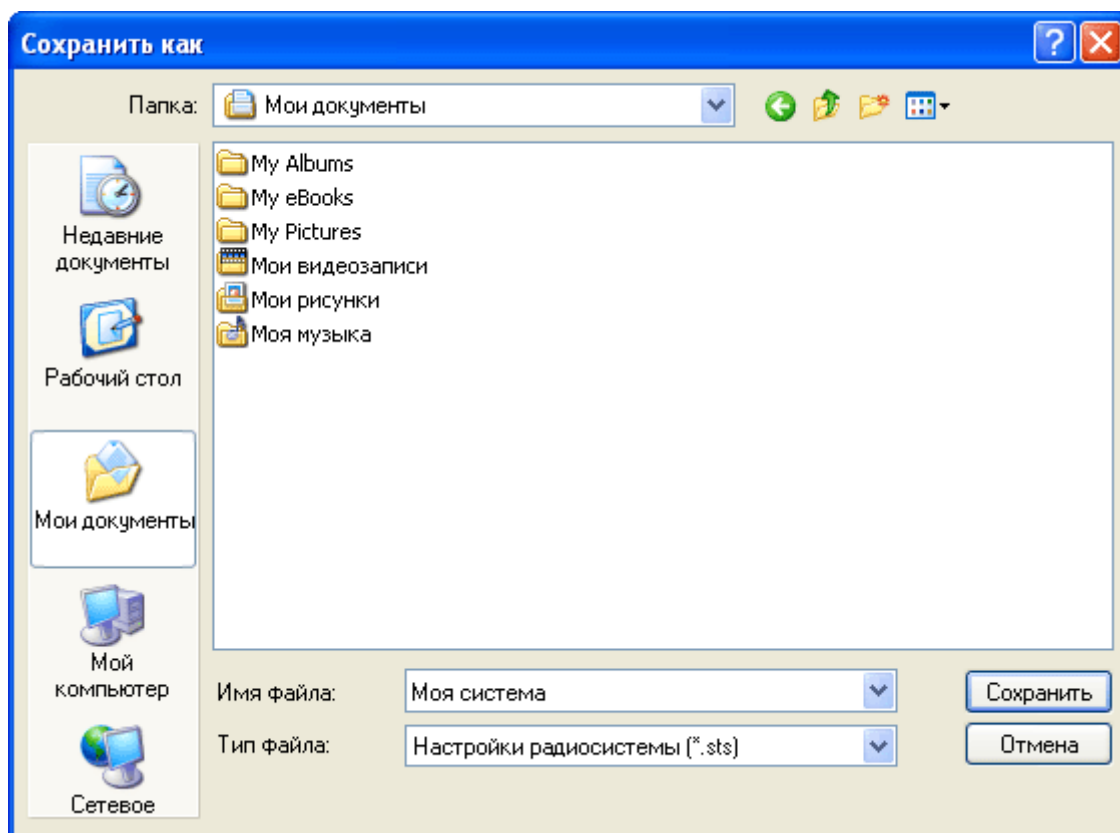 Сохранить как
Папка:
Мои документы
Недавние
документы
Рабочий стол
Мои документы
Мой
компьютер
Сетевое
My Albums
My eBooks
My Pictures
Мои видеозаписи
Мои рисунки
Моя музыка
Имя файла:
Моя система
Сохранить
Тип файла:
Настройки радиосистемы (*.sts)
Отмена